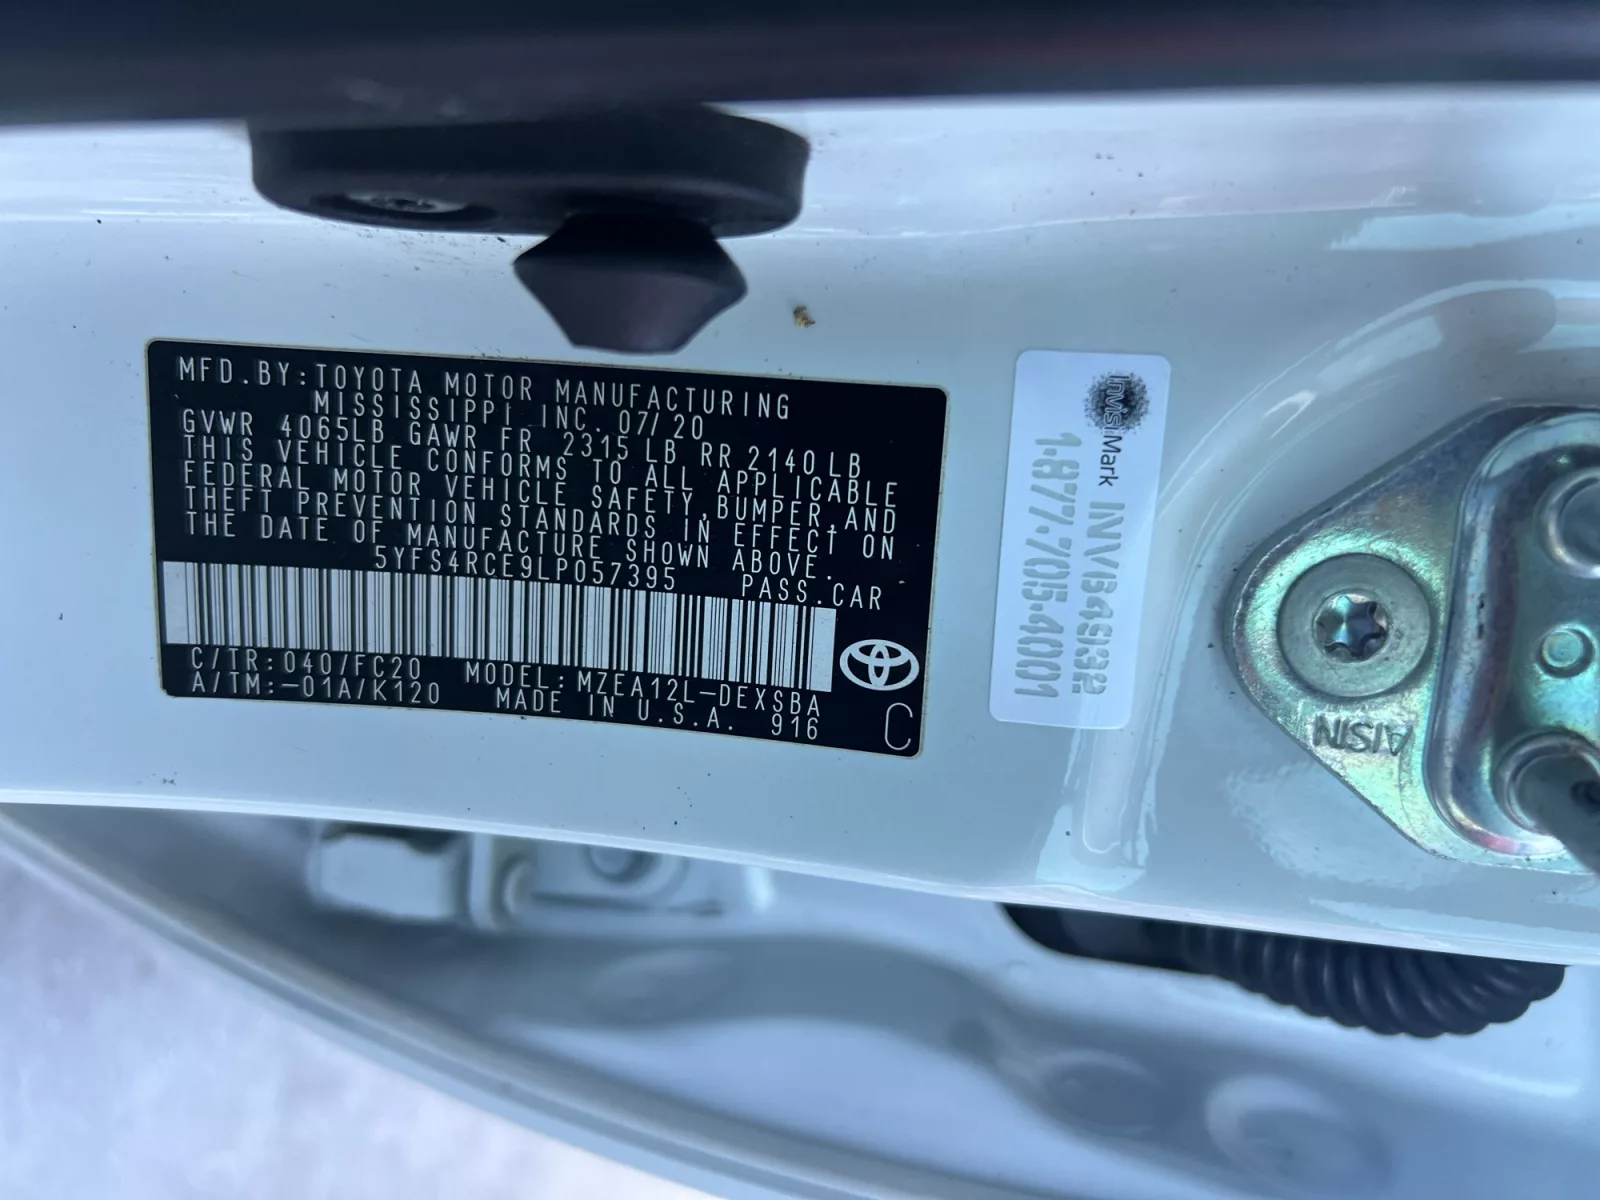 MFD.BY:TOYOTA MOTOR MANUFACTURING
MISSISSIPPI INC. 07/20
GVWR 4065LB GAWR FR 2315 LB RR 2140 LB
THIS VEHICLE CONFORMS TO ALL APPLICABLE
FEDERAL MOTOR VEHICLE SAFETY, BUMPER, AND
THEFT PREVENTION STANDARDS IN EFFECT ON
THE DATE OF MANUFACTURE SHOWN ABOVE.
5YFS4RCE9LP057395 PASS.CAR
C/TR:040/FC20 MODEL:MZEA12L-DEXSBA
A/TM:-01A/K120 MADE IN U.S.A. 916
C
InvisiMark
1.877.705.4001
AISIN